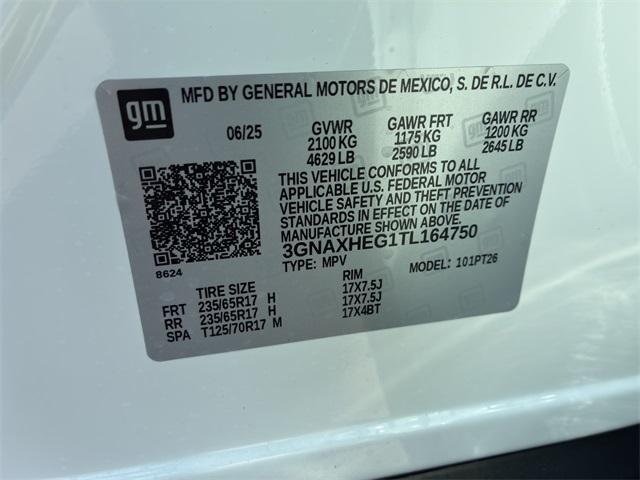 gm
MFD BY GENERAL MOTORS DE MEXICO, S. DE R.L. DE C.V.
06/25 GVWR GAWR FRT GAWR RR
2100 KG 1175 KG 1200 KG
4629 LB 2590 LB 2645 LB
THIS VEHICLE CONFORMS TO ALL
APPLICABLE U.S. FEDERAL MOTOR
VEHICLE SAFETY AND THEFT PREVENTION
STANDARDS IN EFFECT ON THE DATE OF
MANUFACTURE SHOWN ABOVE.
3GNAXHEG1TL164750
TYPE: MPV MODEL: 101PT26
8624
TIRE SIZE RIM
FRT 235/65R17 H 17X7.5J
RR 235/65R17 H 17X7.5J
SPA T125/70R17 M 17X4BT